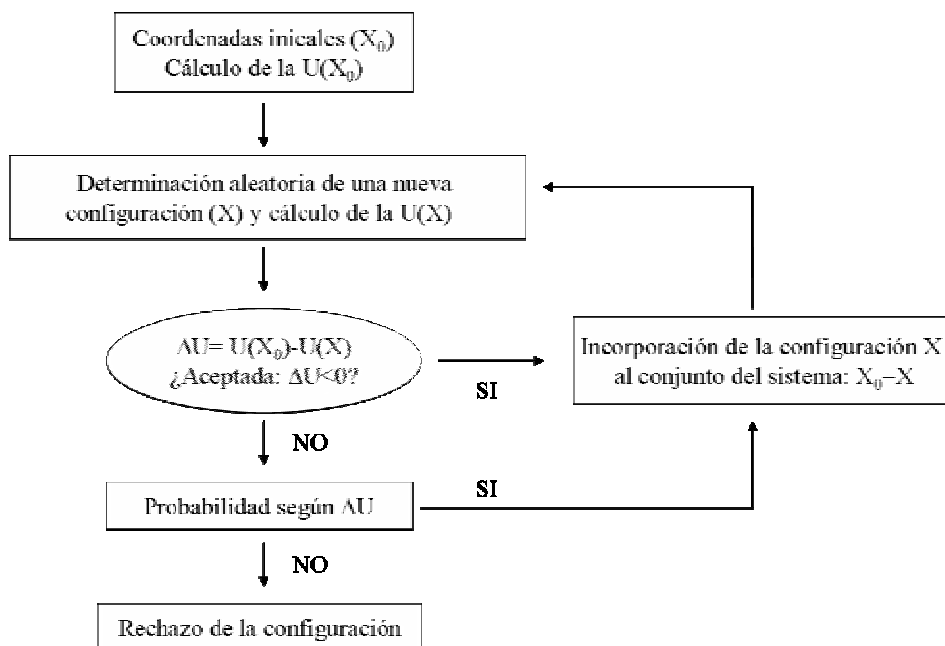 Coordenadas inicales (X₀)
Cálculo de la U(X₀)
Determinación aleatoria de una nueva
configuración (X) y cálculo de la U(X)
ΔU= U(X₀)-U(X)
¿Aceptada: ΔU<0?
SI
Incorporación de la configuración X
al conjunto del sistema: X₀–X
NO
Probabilidad según ΔU
SI
NO
Rechazo de la configuración